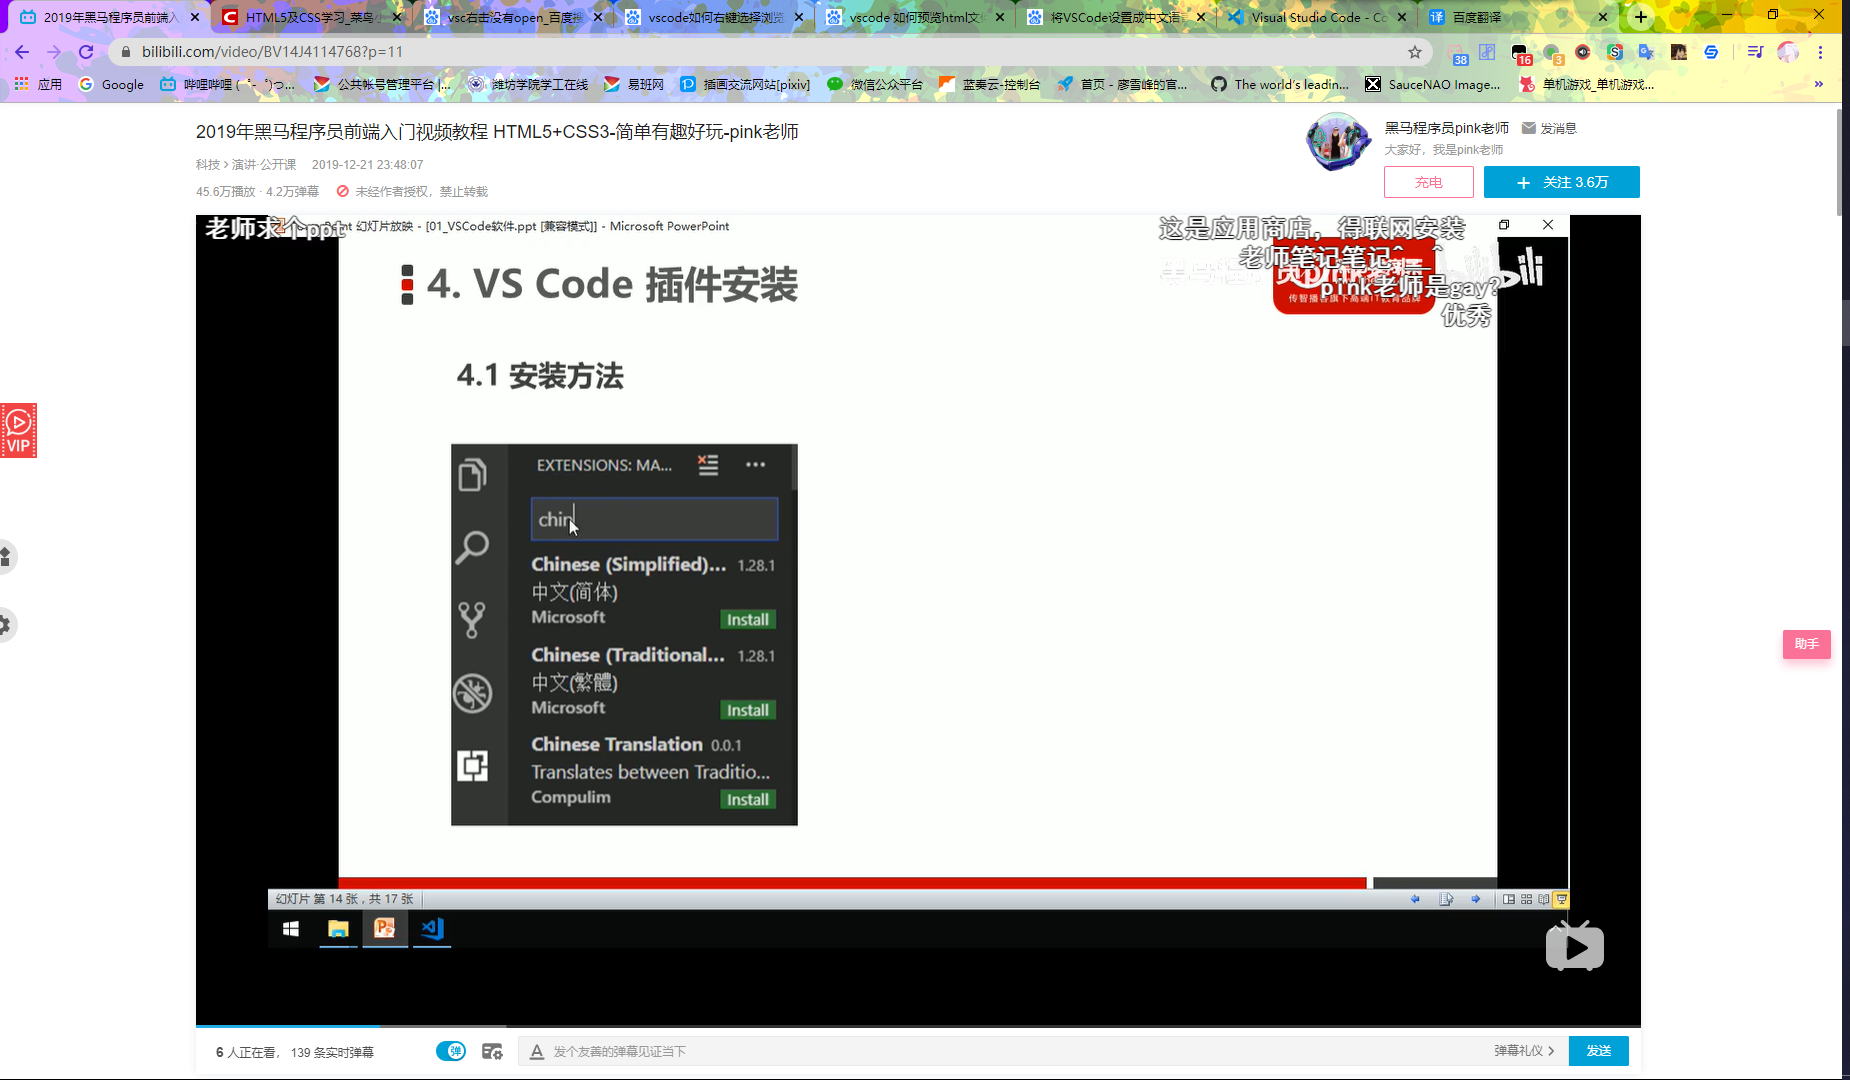 2019年黑马程序员前端入
HTML5及CSS学习_菜鸟
vsc右击没有open_百度搜
vscode如何右键选择浏览
vscode 如何预览html文
将VSCode设置成中文语
Visual Studio Code - Co
百度翻译
bilibili.com/video/BV14J4114768?p=11
38
16
3
应用
Google
哔哩哔哩 (゜-゜)つ...
公共帐号管理平台 |...
潍坊学院学工在线
易班网
插画交流网站[pixiv]
微信公众平台
蓝奏云-控制台
首页 - 廖雪峰的官...
The world's leadin...
SauceNAO Image...
单机游戏_单机游戏...
2019年黑马程序员前端入门视频教程 HTML5+CSS3-简单有趣好玩-pink老师
科技 > 演讲·公开课 2019-12-21 23:48:07
45.6万播放 · 4.2万弹幕 未经作者授权，禁止转载
黑马程序员pink老师 发消息
大家好，我是pink老师
充电
+ 关注 3.6万
老师求个ppt
幻灯片放映 - [01_VSCode软件.ppt [兼容模式]] - Microsoft PowerPoint
这是应用商店，得联网安装
老师笔记笔记^_^
pink老师是gay?
优秀
传智播客旗下高端IT教育品牌
4. VS Code 插件安装
4.1 安装方法
EXTENSIONS: MA...
chin
Chinese (Simplified)... 1.28.1
中文(简体)
Microsoft Install
Chinese (Traditional... 1.28.1
中文(繁體)
Microsoft Install
Chinese Translation 0.0.1
Translates between Traditio...
Compulim Install
幻灯片 第 14 张，共 17 张
VIP
助手
6 人正在看， 139 条实时弹幕
弹
发个友善的弹幕见证当下
弹幕礼仪 >
发送